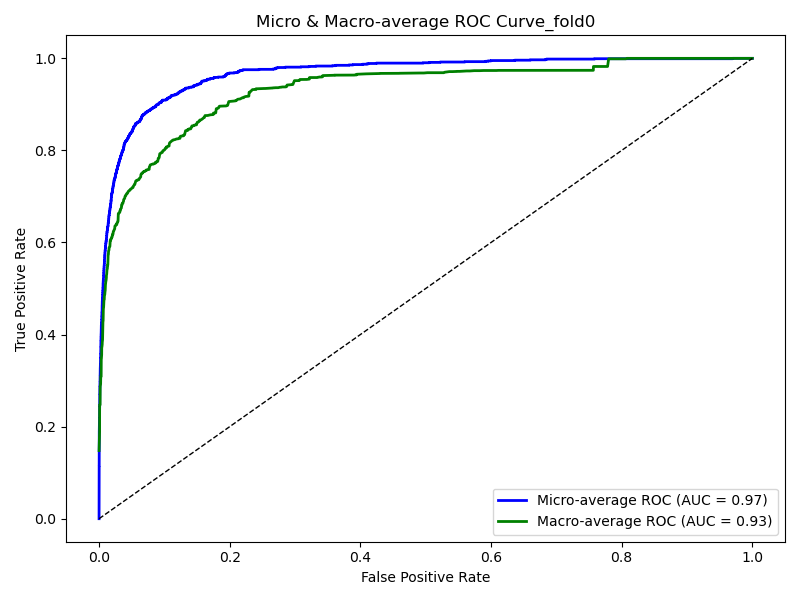 Micro & Macro-average ROC Curve_fold0
True Positive Rate
1.0
0.8
0.6
0.4
0.2
0.0
0.0 0.2 0.4 0.6 0.8 1.0
False Positive Rate
Micro-average ROC (AUC = 0.97)
Macro-average ROC (AUC = 0.93)